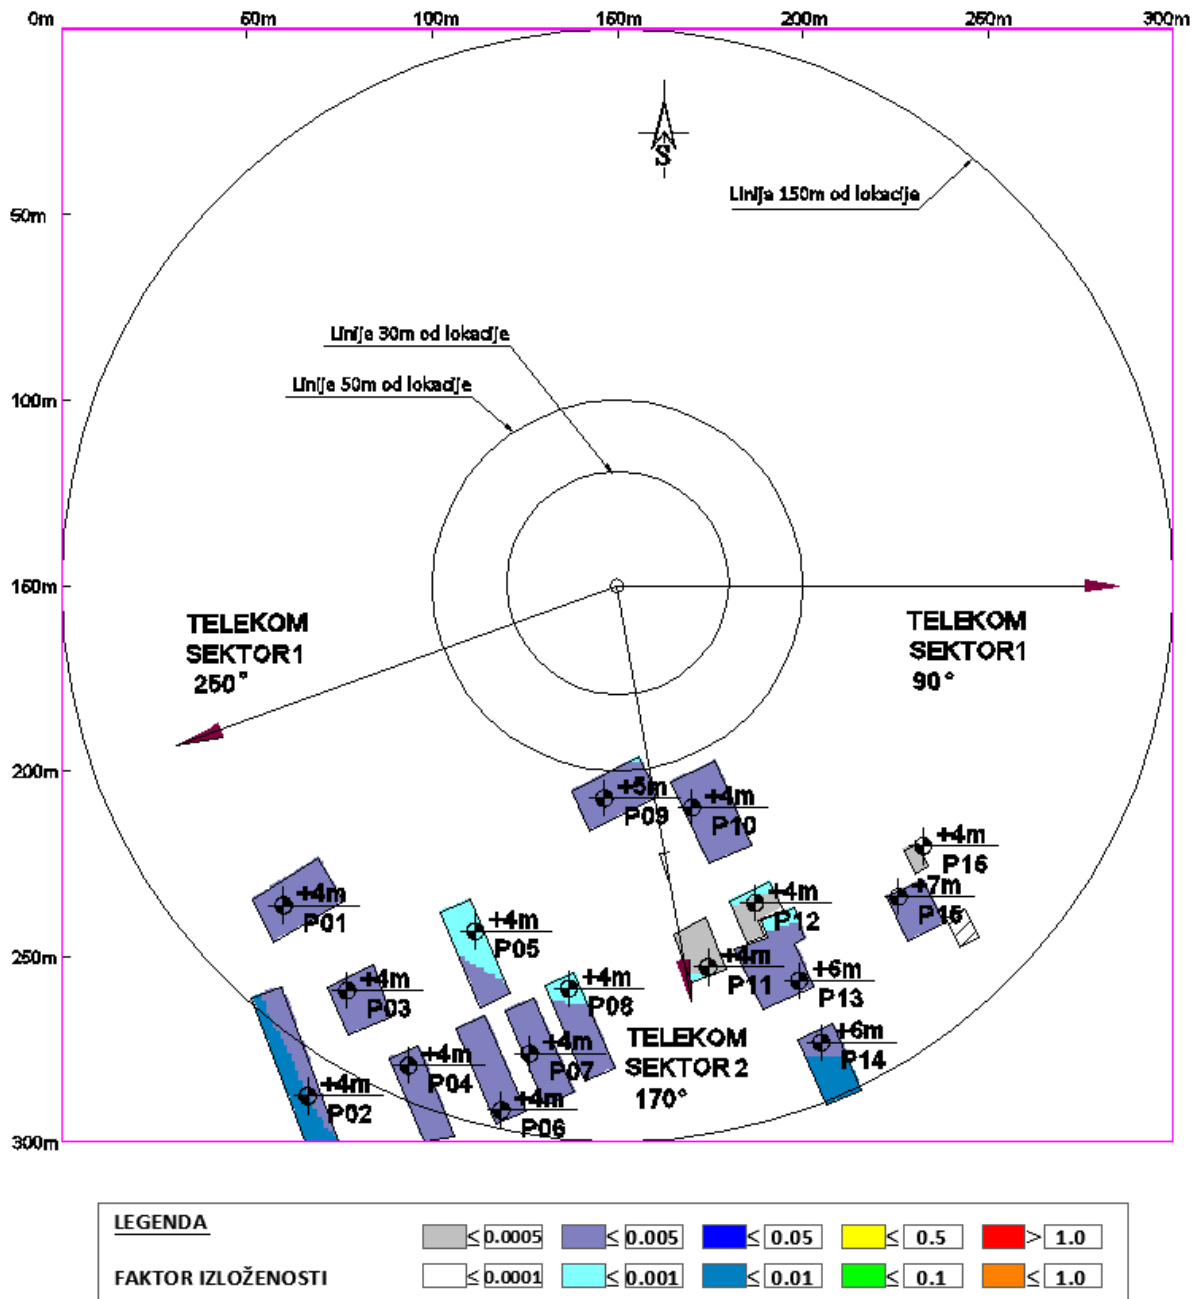 0m 50m 100m 150m 200m 250m 300m
S
Linija 150m od lokacije
50m
Linija 30m od lokacije
Linija 50m od lokacije
100m
150m
TELEKOM
SEKTOR1
250°
TELEKOM
SEKTOR1
90°
200m
+5m
P09
+4m
P10
+4m
P16
+7m
P15
+4m
P01
+4m
P12
+4m
P05
250m
+4m
P11
+6m
P13
+4m
P03
+4m
P08
TELEKOM
SEKTOR 2
170°
+6m
P14
+4m
P07
+4m
P04
+4m
P02
+4m
P06
300m
LEGENDA
≤ 0.0005 ≤ 0.005 ≤ 0.05 ≤ 0.5 > 1.0
FAKTOR IZLOŽENOSTI ≤ 0.0001 ≤ 0.001 ≤ 0.01 ≤ 0.1 ≤ 1.0